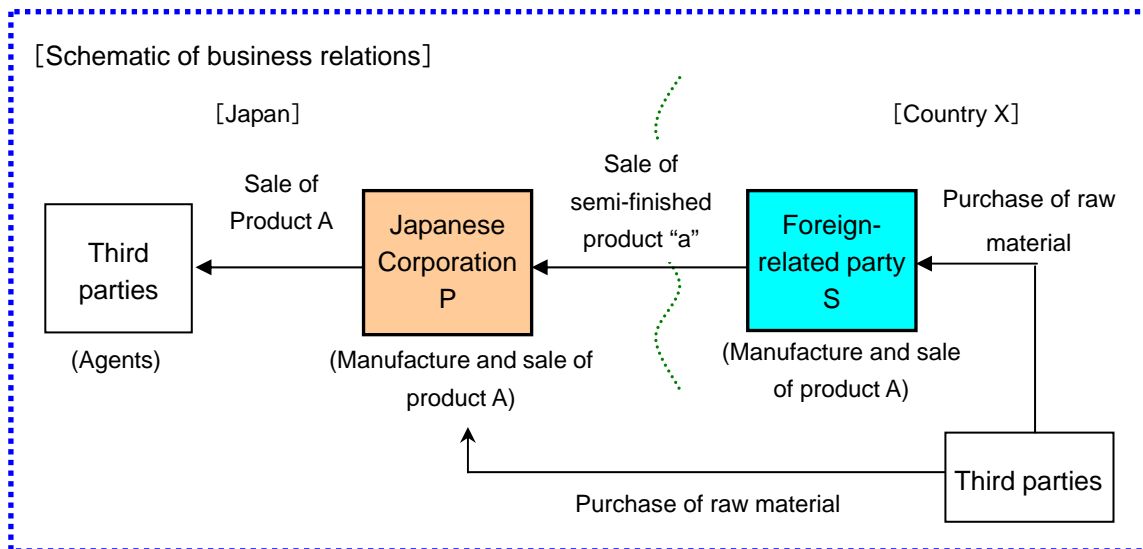 ［Schematic of business relations］
［Japan］
［Country X］
Sale of
Product A
Sale of
semi-finished
product “a”
Purchase of raw
material
Third
parties
Japanese
Corporation
P
Foreign-
related party
S
(Agents)
(Manufacture and sale of
product A)
(Manufacture and sale
of product A)
Third parties
Purchase of raw material